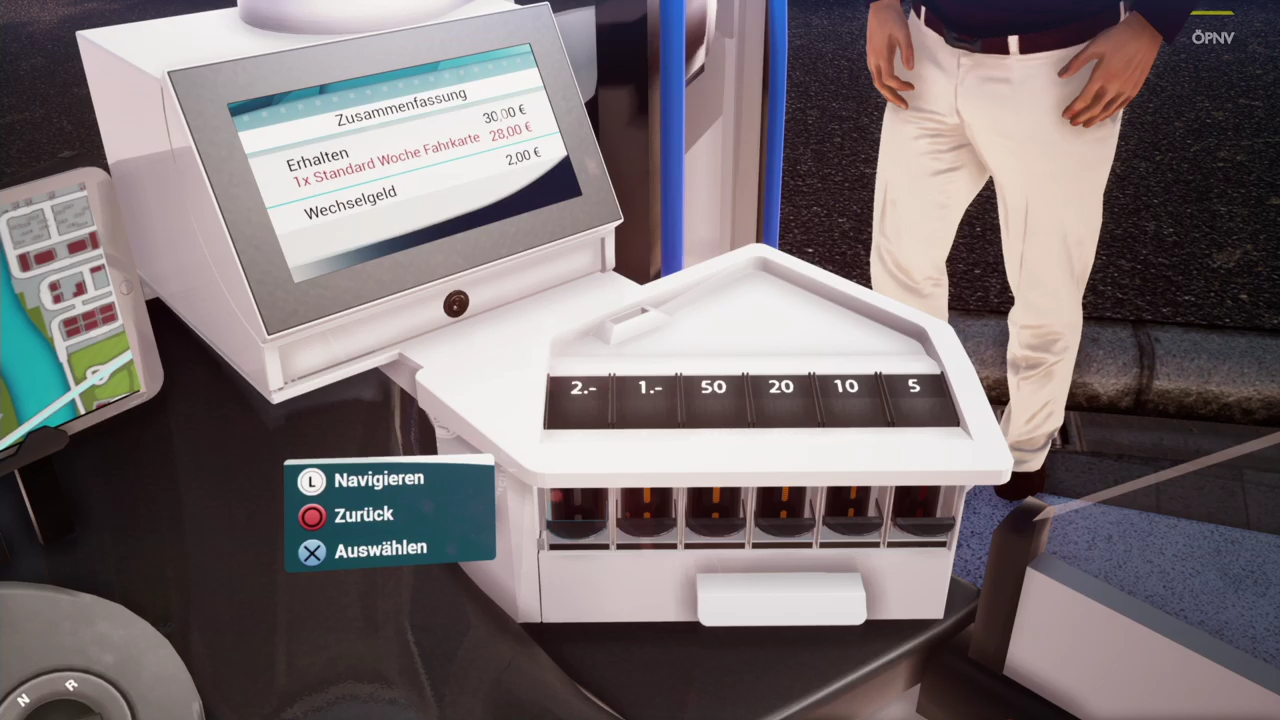 ÖPNV
Zusammenfassung
Erhalten 30,00 €
1x Standard Woche Fahrkarte 28,00 €
Wechselgeld 2,00 €
2.- 1.- 50 20 10 5
L Navigieren
Zurück
Auswählen
N R